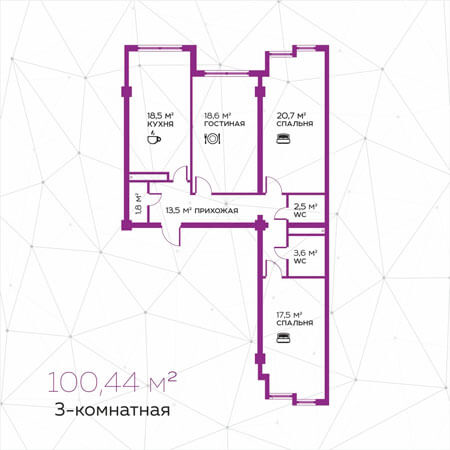 18,5 м²
КУХНЯ
18,6 м²
ГОСТИНАЯ
20,7 м²
СПАЛЬНЯ
1,8 м²
13,5 м² ПРИХОЖАЯ
2,5 м²
WC
3,6 м²
WC
17,5 м²
СПАЛЬНЯ
100,44 м²
3-комнатная